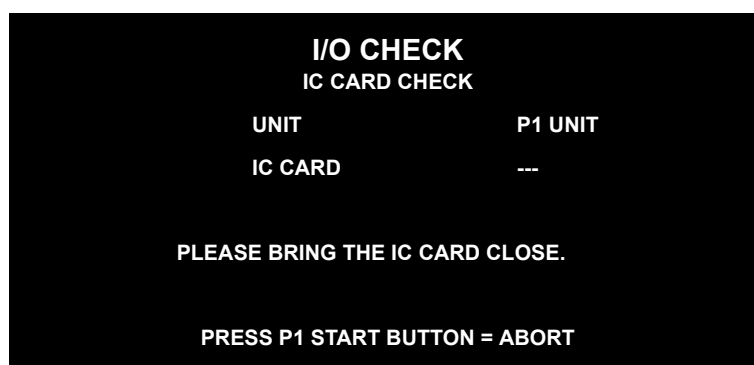 I/O CHECK
IC CARD CHECK
UNIT P1 UNIT
IC CARD ---
PLEASE BRING THE IC CARD CLOSE.
PRESS P1 START BUTTON = ABORT